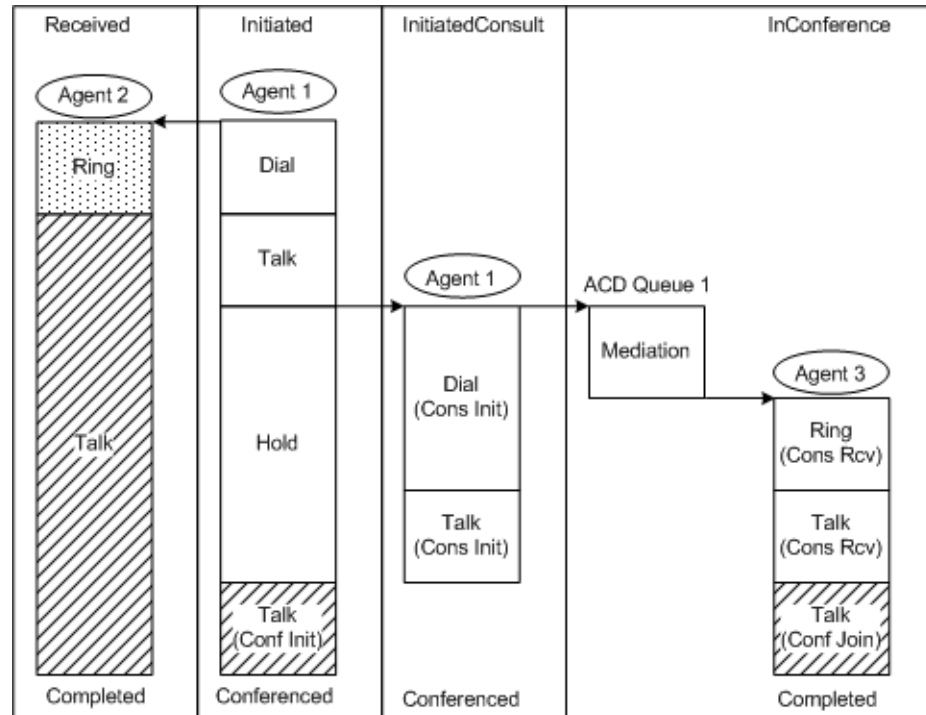 Received
Initiated
InitiatedConsult
InConference
Agent 2
Agent 1
Ring
Dial
Talk
Agent 1
ACD Queue 1
Mediation
Agent 3
Dial
(Cons Init)
Ring
(Cons Rcv)
Talk
Hold
Talk
(Cons Init)
Talk
(Cons Rcv)
Talk
(Conf Init)
Talk
(Conf Join)
Completed
Conferenced
Conferenced
Completed